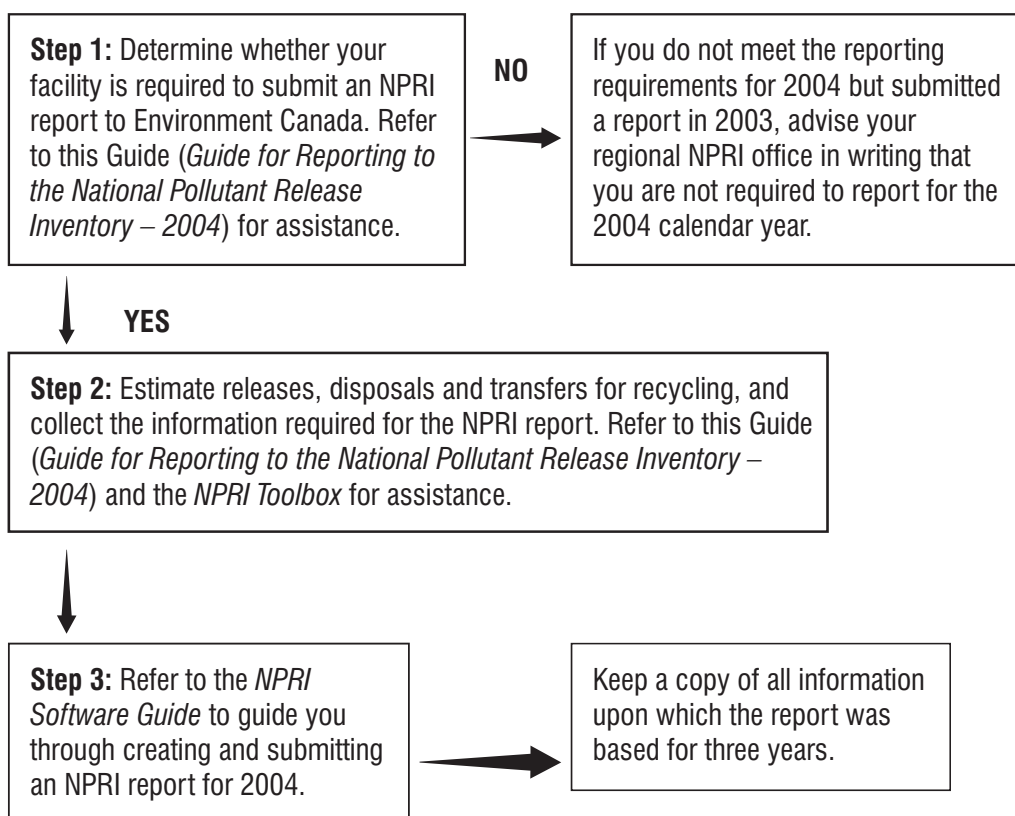 Step 1: Determine whether your
facility is required to submit an NPRI
report to Environment Canada. Refer
to this Guide (Guide for Reporting to
the National Pollutant Release
Inventory – 2004) for assistance.
NO
If you do not meet the reporting
requirements for 2004 but submitted
a report in 2003, advise your
regional NPRI office in writing that
you are not required to report for the
2004 calendar year.
YES
Step 2: Estimate releases, disposals and transfers for recycling, and
collect the information required for the NPRI report. Refer to this Guide
(Guide for Reporting to the National Pollutant Release Inventory –
2004) and the NPRI Toolbox for assistance.
Step 3: Refer to the NPRI
Software Guide to guide you
through creating and submitting
an NPRI report for 2004.
Keep a copy of all information
upon which the report was
based for three years.